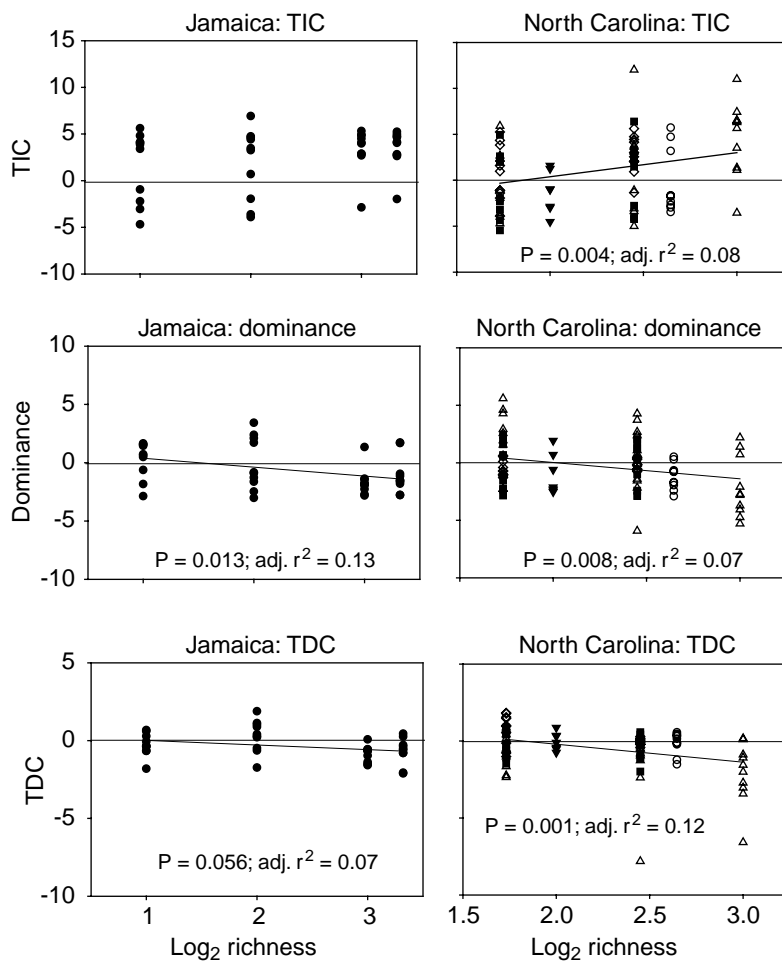 Jamaica: TIC
North Carolina: TIC
15
10
5
0
-5
-10
TIC
P = 0.004; adj. r² = 0.08
Jamaica: dominance
North Carolina: dominance
10
5
0
-5
-10
Dominance
P = 0.013; adj. r² = 0.13
P = 0.008; adj. r² = 0.07
Jamaica: TDC
North Carolina: TDC
5
0
-5
-10
TDC
P = 0.056; adj. r² = 0.07
P = 0.001; adj. r² = 0.12
1 2 3
1.5 2.0 2.5 3.0
Log₂ richness
Log₂ richness